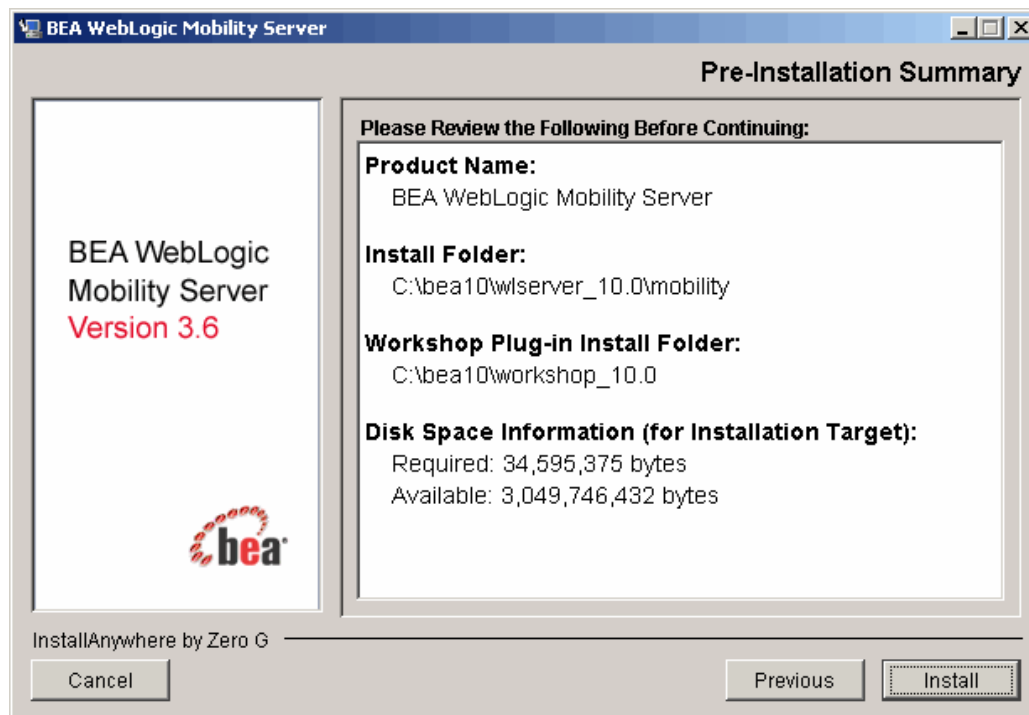 BEA WebLogic Mobility Server
Pre-Installation Summary
BEA WebLogic
Mobility Server
Version 3.6
bea
Please Review the Following Before Continuing:
Product Name:
BEA WebLogic Mobility Server
Install Folder:
C:\bea10\wlserver_10.0\mobility
Workshop Plug-in Install Folder:
C:\bea10\workshop_10.0
Disk Space Information (for Installation Target):
Required: 34,595,375 bytes
Available: 3,049,746,432 bytes
InstallAnywhere by Zero G
Cancel
Previous
Install